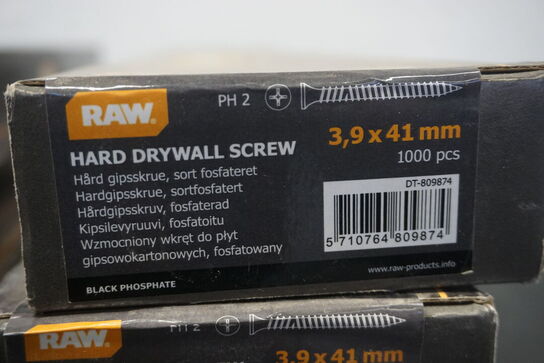 RAW.
PH 2
HARD DRYWALL SCREW
3,9 x 41 mm
1000 pcs
Hård gipsskrue, sort fosfateret
Hardgipsskrue, sortfosfatert
Hårdgipsskruv, fosfaterad
Kipsilevyruuvi, fosfatoitu
Wzmocniony wkręt do płyt
gipsowokartonowych, fosfatowany
DT-809874
5 710764 809874
www.raw-products.info
BLACK PHOSPHATE
RAW.
PH 2
3,9 x 41 mm